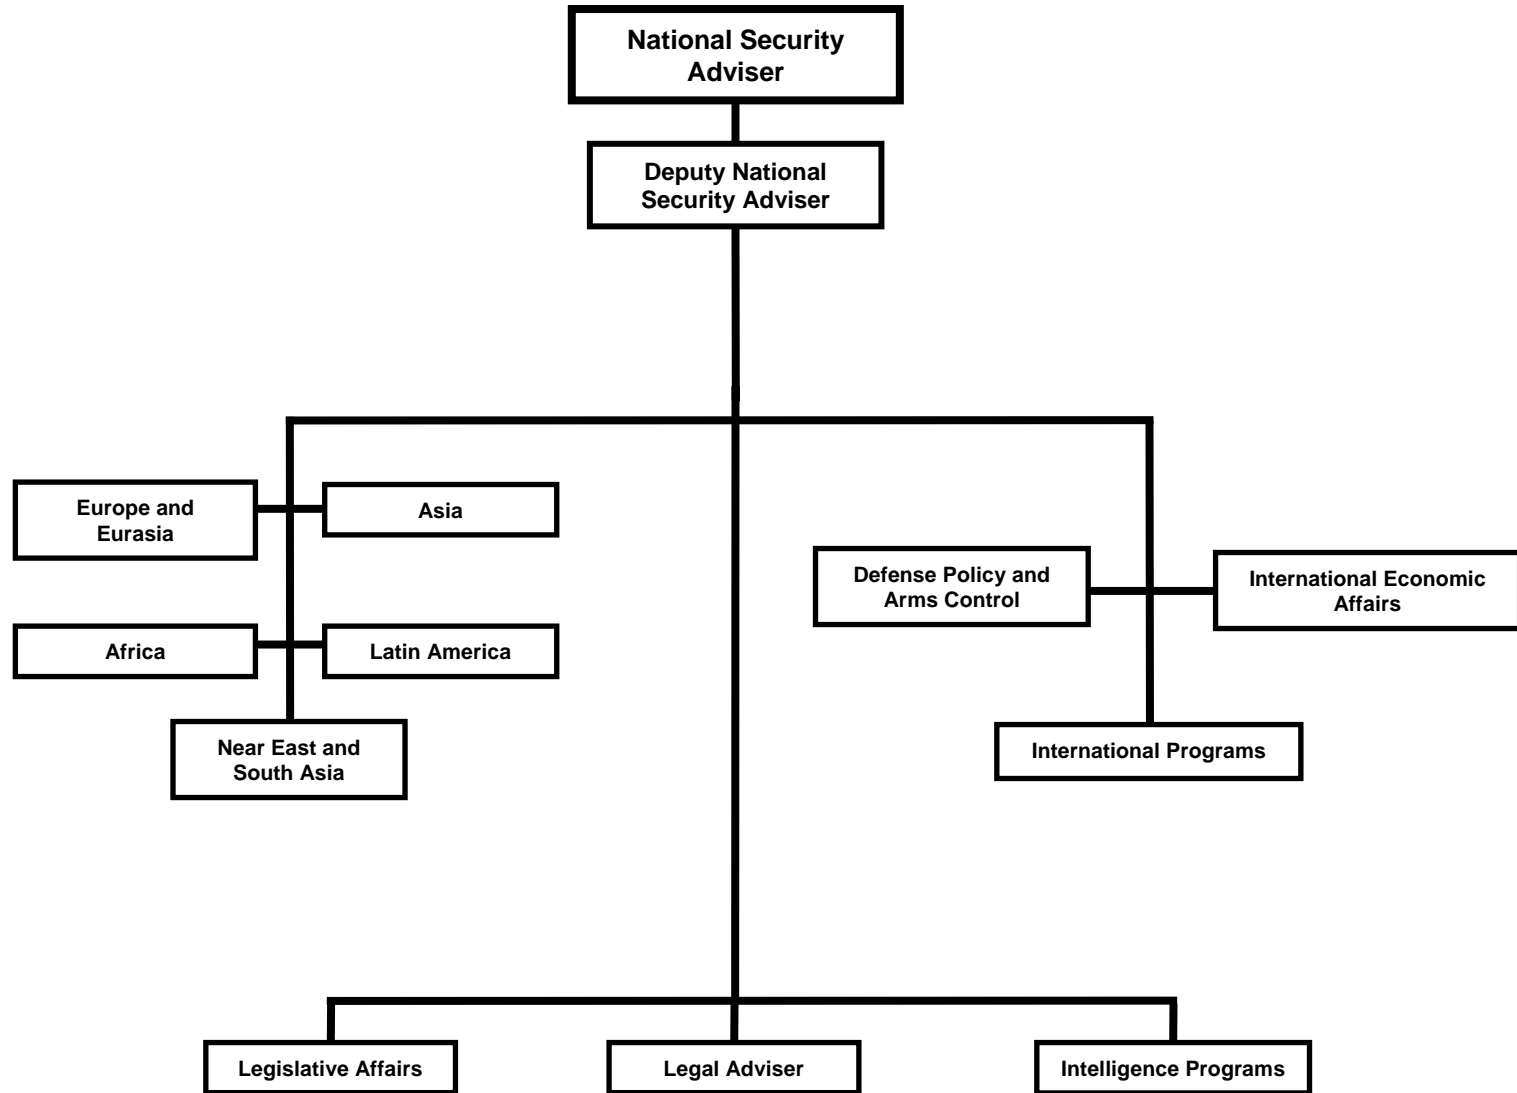 National Security
Adviser
Deputy National
Security Adviser
Europe and
Eurasia
Asia
Africa
Latin America
Near East and
South Asia
Defense Policy and
Arms Control
International Economic
Affairs
International Programs
Legislative Affairs
Legal Adviser
Intelligence Programs